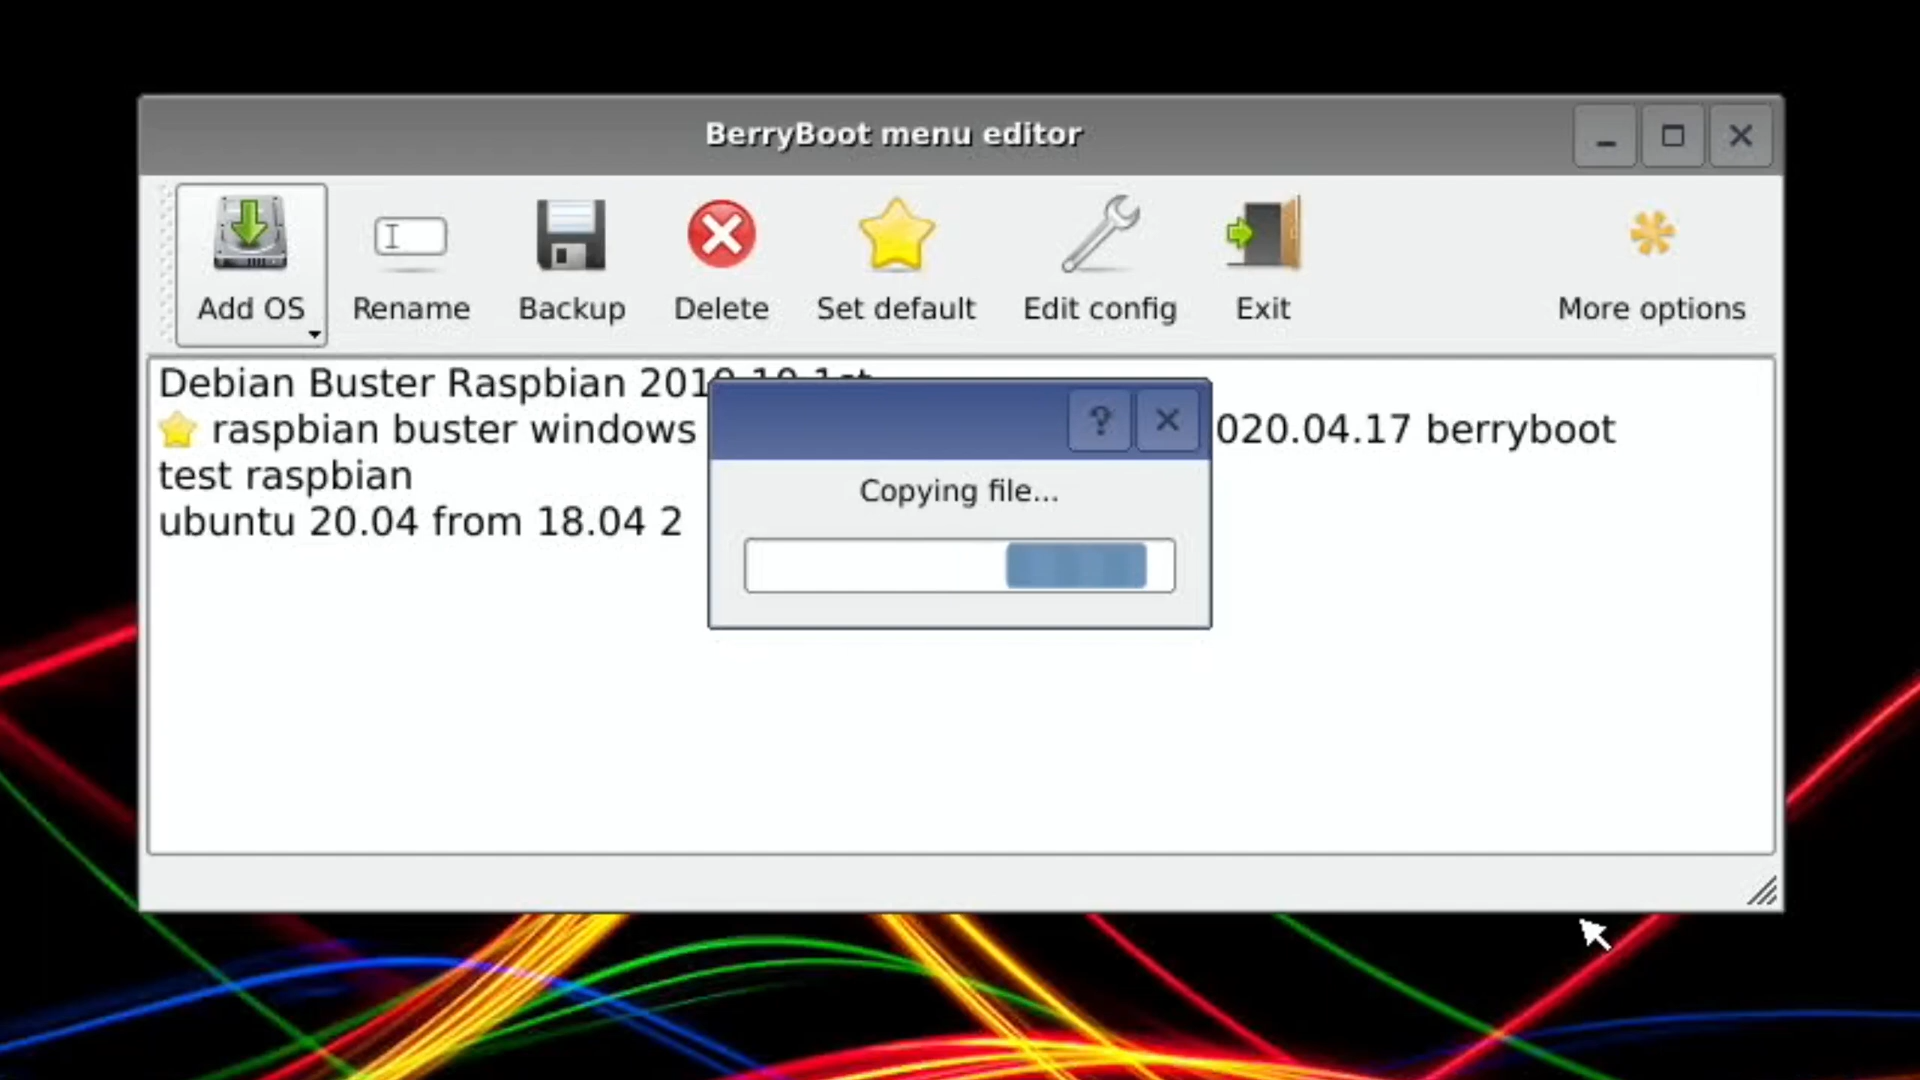 BerryBoot menu editor
Add OS Rename Backup Delete Set default Edit config Exit More options
Debian Buster Raspbian
raspbian buster windows 020.04.17 berryboot
test raspbian
ubuntu 20.04 from 18.04 2
Copying file...